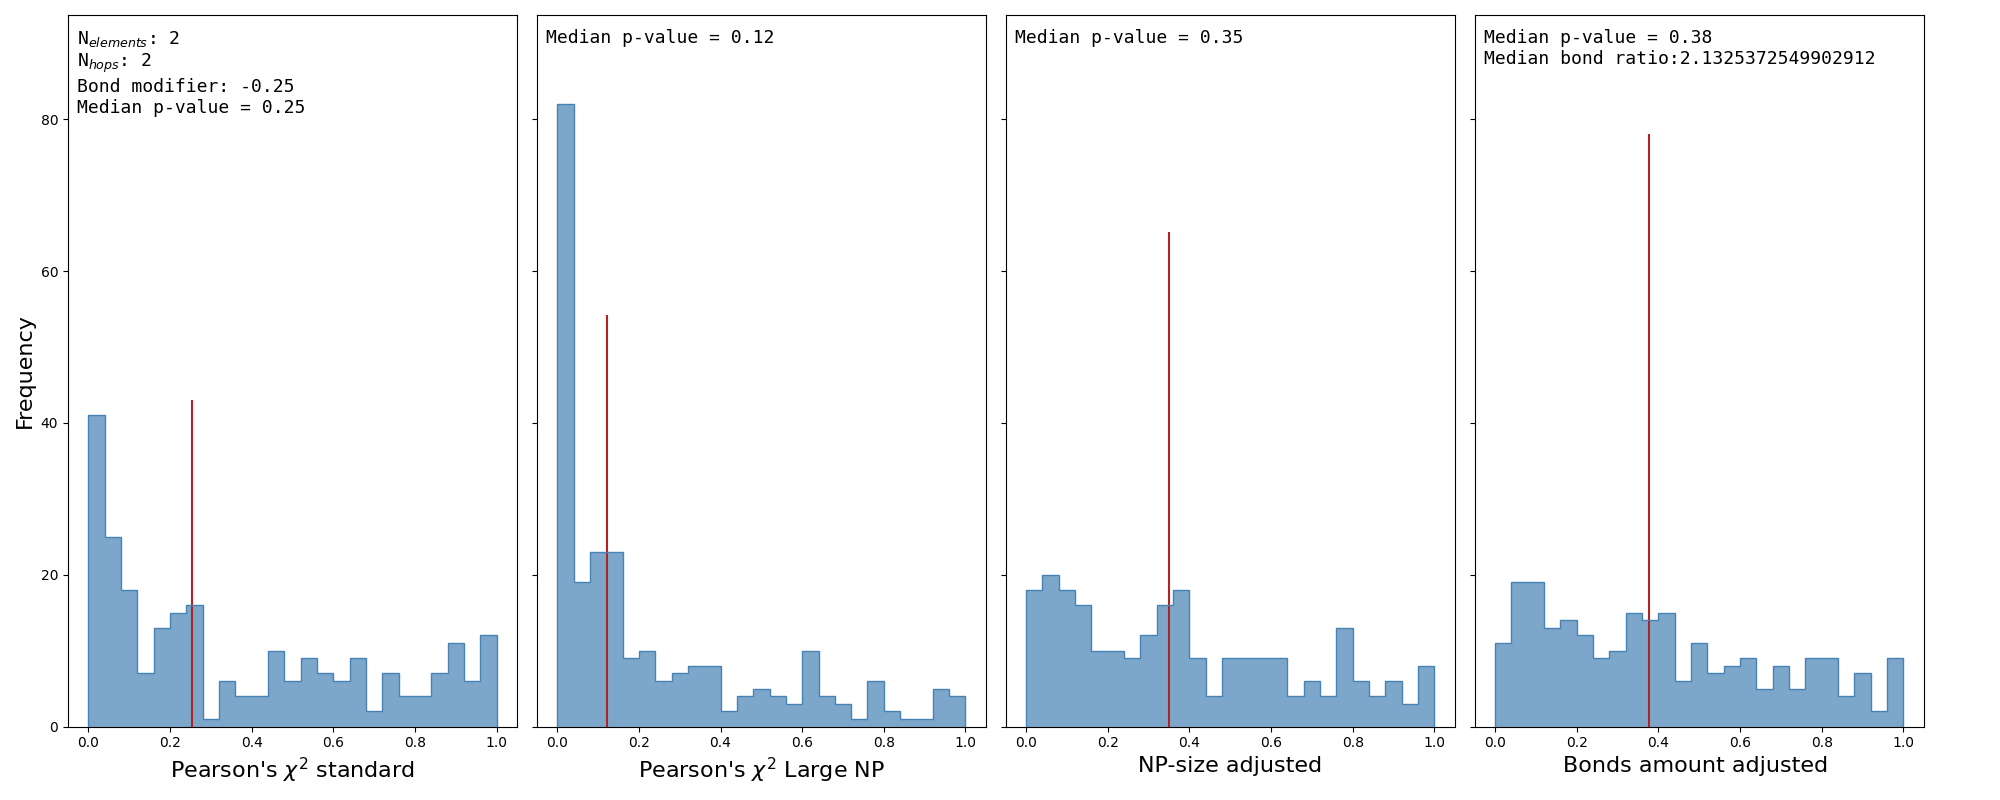 N_elements: 2
N_hops: 2
Bond modifier: -0.25
Median p-value = 0.25
Median p-value = 0.12
Median p-value = 0.35
Median p-value = 0.38
Median bond ratio:2.1325372549902912
Frequency
80
60
40
20
0
0.0 0.2 0.4 0.6 0.8 1.0
0.0 0.2 0.4 0.6 0.8 1.0
0.0 0.2 0.4 0.6 0.8 1.0
0.0 0.2 0.4 0.6 0.8 1.0
Pearson's χ² standard
Pearson's χ² Large NP
NP-size adjusted
Bonds amount adjusted